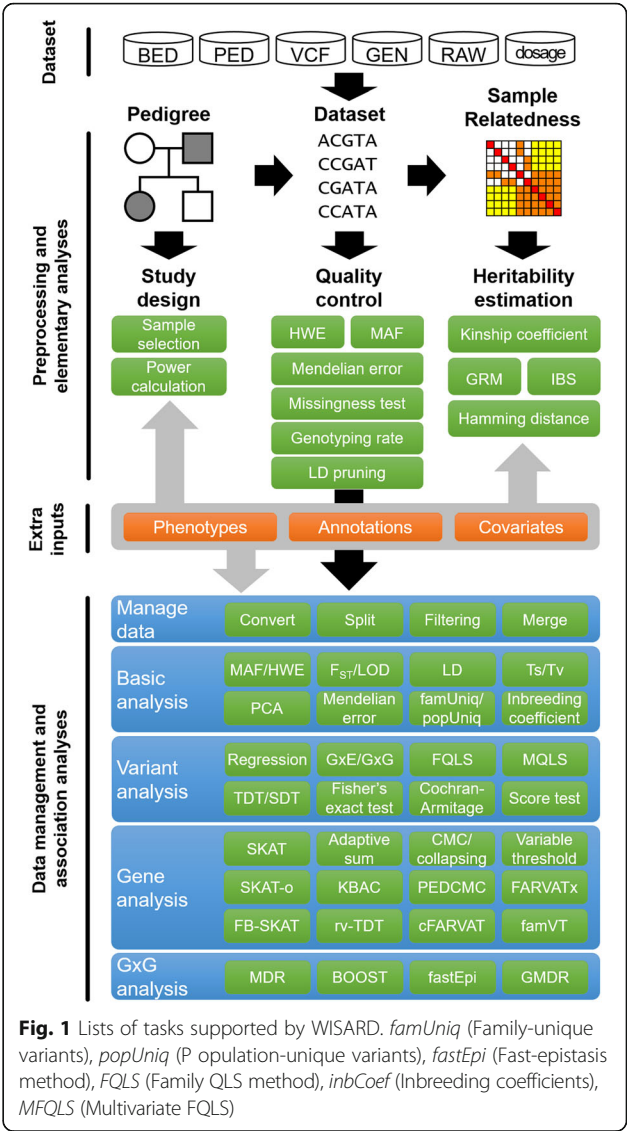 Dataset
BED PED VCF GEN RAW dosage
Preprocessing and
elementary analyses
Pedigree
Dataset
ACGTA
CCGAT
CGATA
CCATA
Sample
Relatedness
Study
design
Sample
selection
Power
calculation
Quality
control
HWE MAF
Mendelian error
Missingness test
Genotyping rate
LD pruning
Heritability
estimation
Kinship coefficient
GRM IBS
Hamming distance
Extra
inputs
Phenotypes Annotations Covariates
Data management and
association analyses
Manage
data
Convert Split Filtering Merge
Basic
analysis
MAF/HWE FST/LOD LD Ts/Tv
PCA
Mendelian
error
famUniq/
popUniq
Inbreeding
coefficient
Variant
analysis
Regression GxE/GxG FQLS MQLS
TDT/SDT
Fisher's
exact test
Cochran-
Armitage
Score test
Gene
analysis
SKAT
Adaptive
sum
CMC/
collapsing
Variable
threshold
SKAT-o KBAC PEDCMC FARVATx
FB-SKAT rv-TDT cFARVAT famVT
GxG
analysis
MDR BOOST fastEpi GMDR
Fig. 1 Lists of tasks supported by WISARD. famUniq (Family-unique
variants), popUniq (P opulation-unique variants), fastEpi (Fast-epistasis
method), FQLS (Family QLS method), inbCoef (Inbreeding coefficients),
MFQLS (Multivariate FQLS)